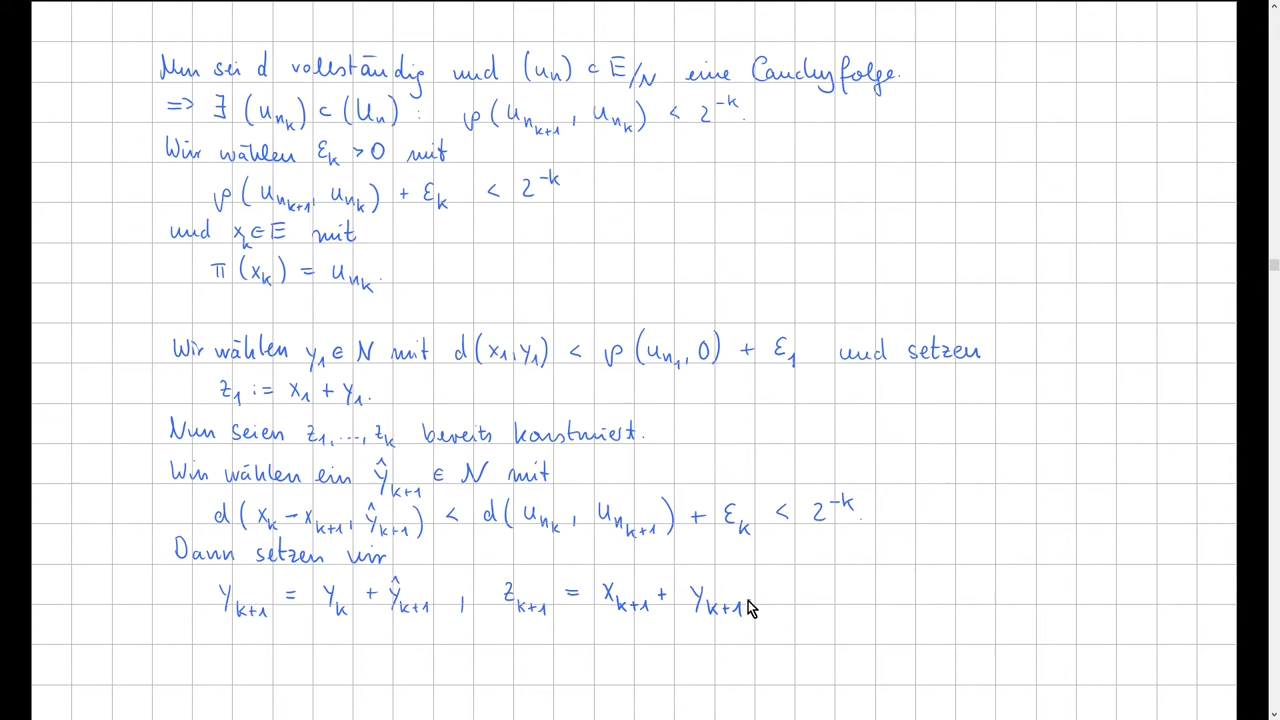 Nun sei d vollständig und (uₙ) ⊂ E/N eine Cauchyfolge.
=> ∃ (u_{n_k}) ⊂ (Uₙ) : ρ(u_{n_{k+1}}, u_{n_k}) < 2^{-k}.
Wir wählen ε_k > 0 mit
ρ(u_{n_{k+1}}, u_{n_k}) + ε_k < 2^{-k}
und x_k ∈ E mit
π(x_k) = u_{n_k}.
Wir wählen y_1 ∈ N mit d(x_1, y_1) < ρ(u_{n_1}, 0) + ε_1 und setzen
z_1 := x_1 + y_1.
Nun seien z_1, ..., z_k bereits konstruiert.
Wir wählen ein ŷ_{k+1} ∈ N mit
d(x_k - x_{k+1}, ŷ_{k+1}) < d(u_{n_k}, u_{n_{k+1}}) + ε_k < 2^{-k}.
Dann setzen wir
y_{k+1} = y_k + ŷ_{k+1} , z_{k+1} = x_{k+1} + y_{k+1}